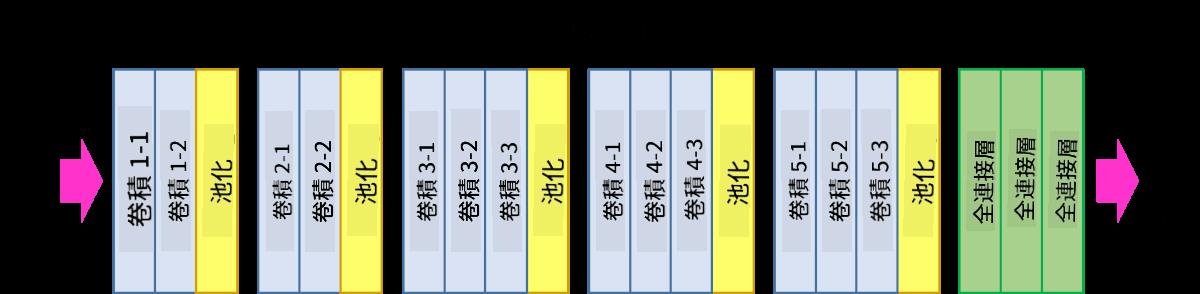 卷積 1-1
卷積 1-2
池化
卷積 2-1
卷積 2-2
池化
卷積 3-1
卷積 3-2
卷積 3-3
池化
卷積 4-1
卷積 4-2
卷積 4-3
池化
卷積 5-1
卷積 5-2
卷積 5-3
池化
全連接層
全連接層
全連接層